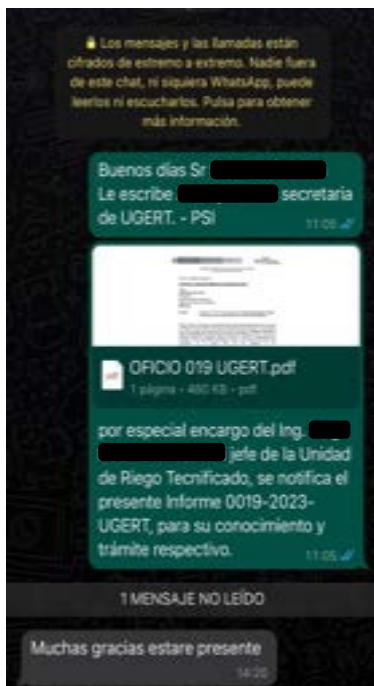 Los mensajes y las llamadas están
cifrados de extremo a extremo. Nadie fuera
de este chat, ni siquiera WhatsApp, puede
leerlos ni escucharlos. Pulsa para obtener
más información.
Buenos días Sr
Le escribe secretaria
de UGERT. - PSI
11:05
OFICIO 019 UGERT.pdf
1 página • 460 KB • pdf
por especial encargo del Ing.
jefe de la Unidad
de Riego Tecnificado, se notifica el
presente Informe 0019-2023-
UGERT, para su conocimiento y
trámite respectivo.
11:05
1 MENSAJE NO LEÍDO
Muchas gracias estare presente
14:20